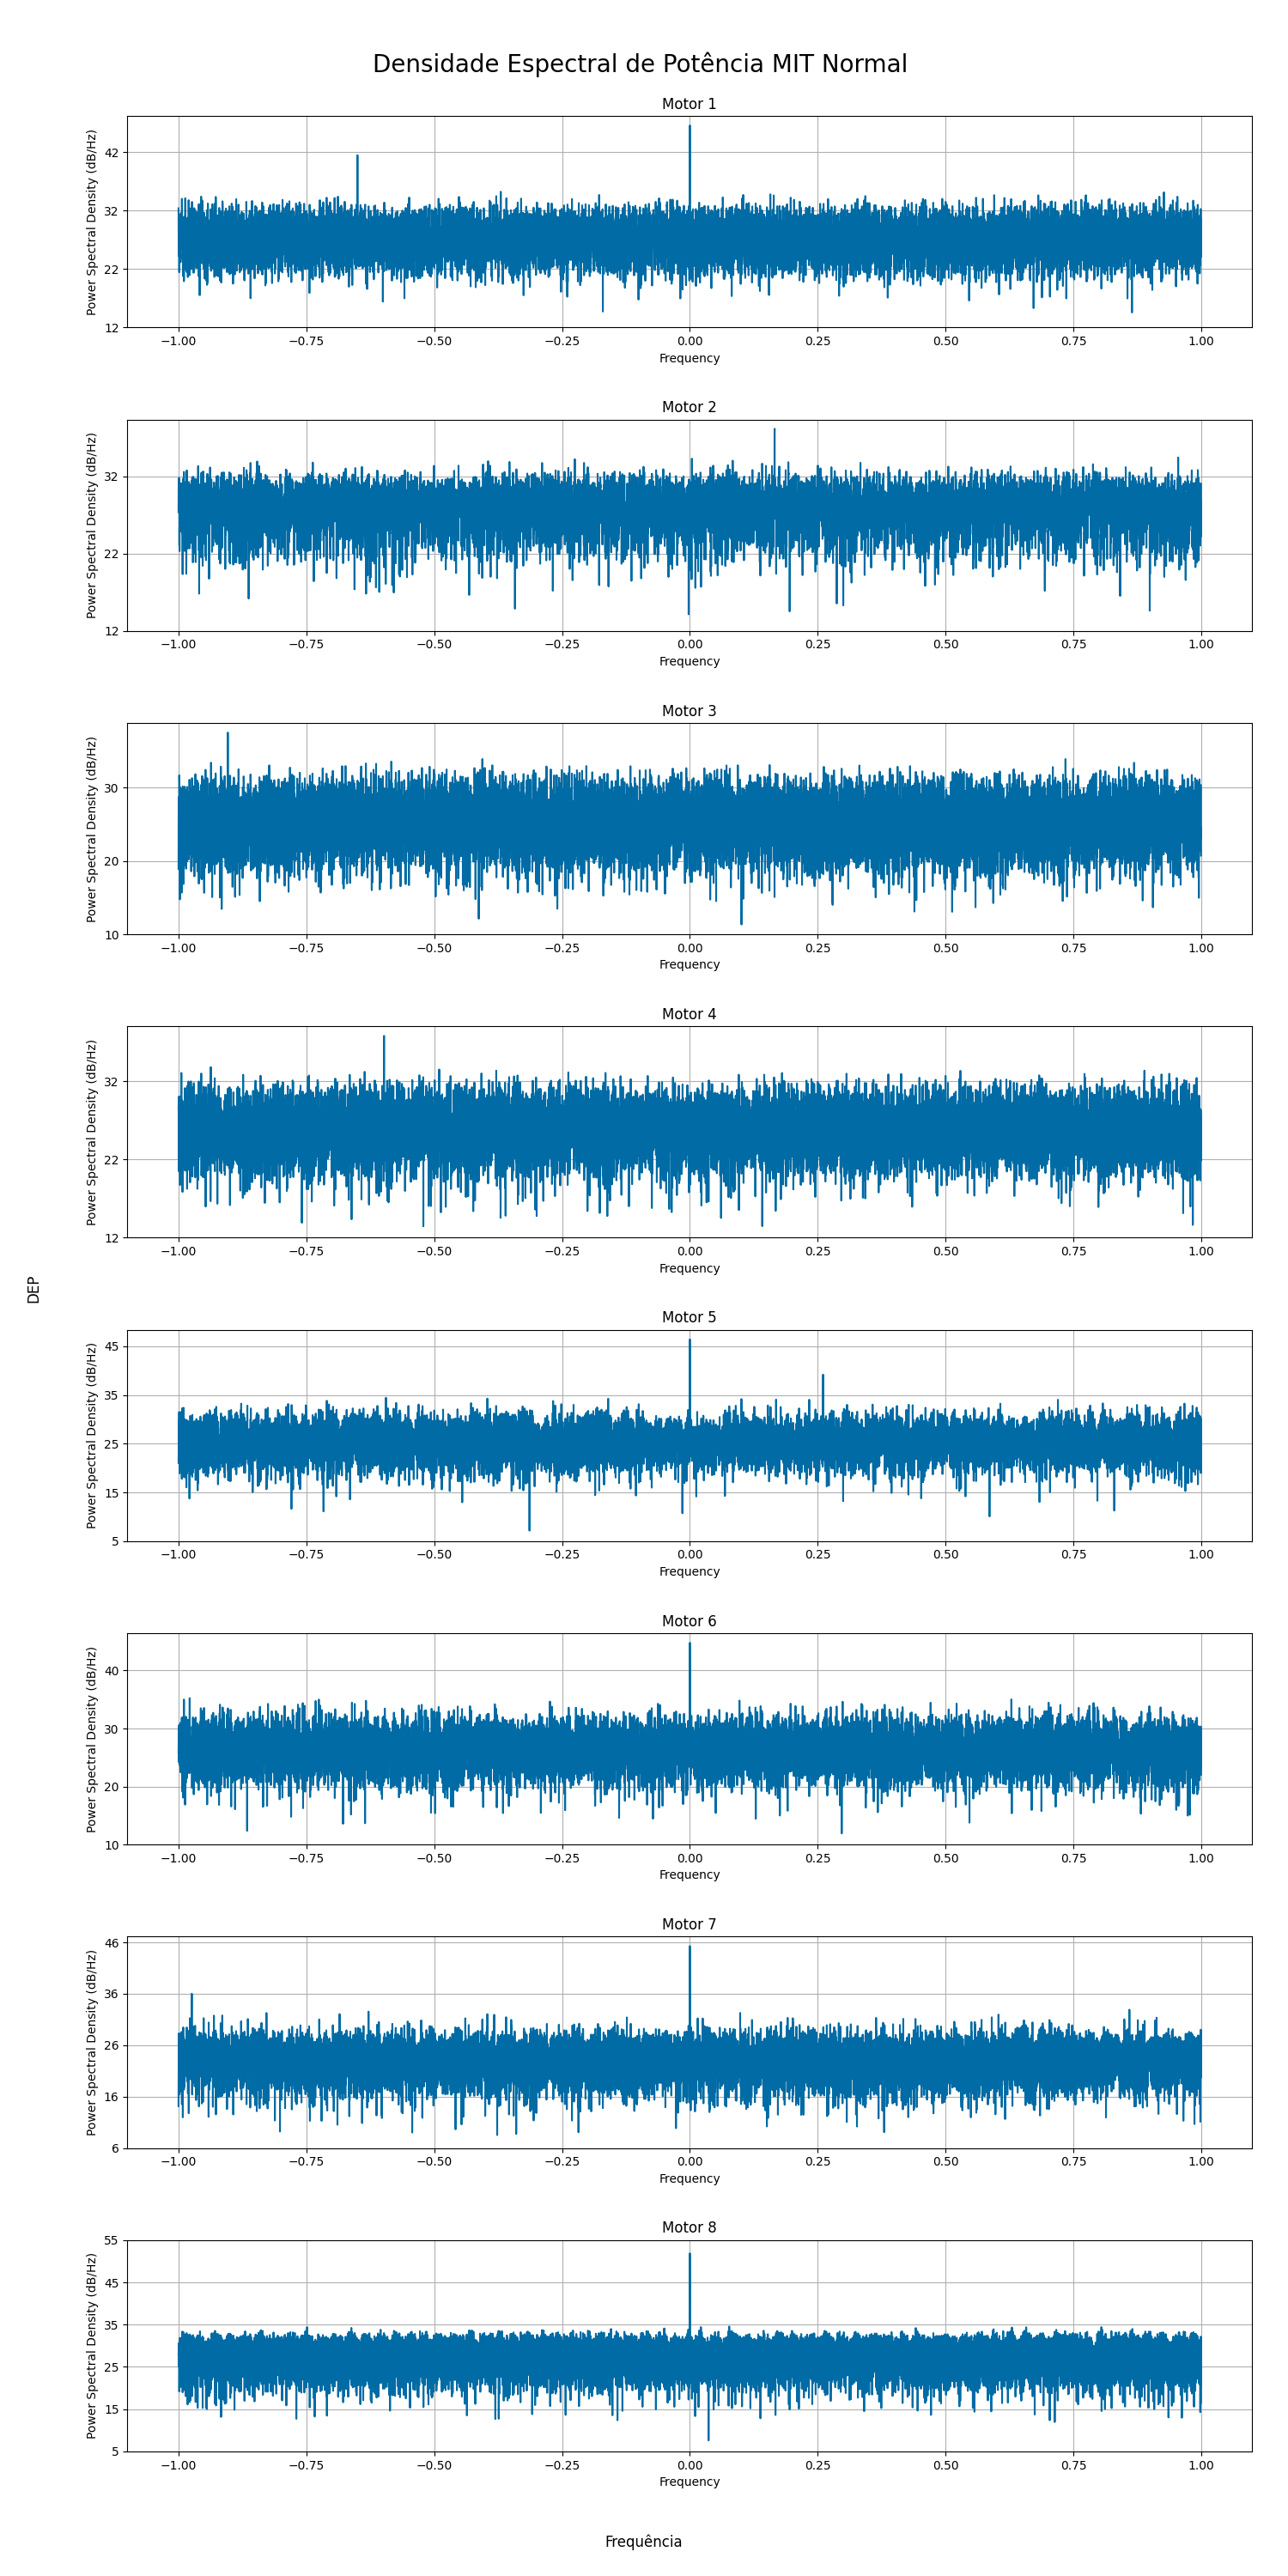 Densidade Espectral de Potência MIT Normal
Motor 1
Power Spectral Density (dB/Hz)
42
32
22
12
−1.00 −0.75 −0.50 −0.25 0.00 0.25 0.50 0.75 1.00
Frequency
Motor 2
Power Spectral Density (dB/Hz)
32
22
12
−1.00 −0.75 −0.50 −0.25 0.00 0.25 0.50 0.75 1.00
Frequency
Motor 3
Power Spectral Density (dB/Hz)
30
20
10
−1.00 −0.75 −0.50 −0.25 0.00 0.25 0.50 0.75 1.00
Frequency
Motor 4
Power Spectral Density (dB/Hz)
32
22
12
−1.00 −0.75 −0.50 −0.25 0.00 0.25 0.50 0.75 1.00
Frequency
DEP
Motor 5
Power Spectral Density (dB/Hz)
45
35
25
15
5
−1.00 −0.75 −0.50 −0.25 0.00 0.25 0.50 0.75 1.00
Frequency
Motor 6
Power Spectral Density (dB/Hz)
40
30
20
10
−1.00 −0.75 −0.50 −0.25 0.00 0.25 0.50 0.75 1.00
Frequency
Motor 7
Power Spectral Density (dB/Hz)
46
36
26
16
6
−1.00 −0.75 −0.50 −0.25 0.00 0.25 0.50 0.75 1.00
Frequency
Motor 8
Power Spectral Density (dB/Hz)
55
45
35
25
15
5
−1.00 −0.75 −0.50 −0.25 0.00 0.25 0.50 0.75 1.00
Frequency
Frequência